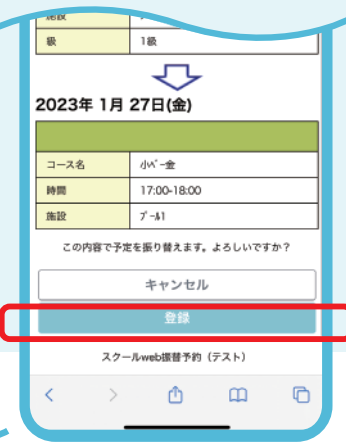 施設
級 1級
2023年 1月 27日(金)
コース名 小ﾊﾞｰ金
時間 17:00-18:00
施設 ﾌﾟｰﾙ1
この内容で予定を振り替えます。よろしいですか？
キャンセル
登録
スクールweb振替予約（テスト）